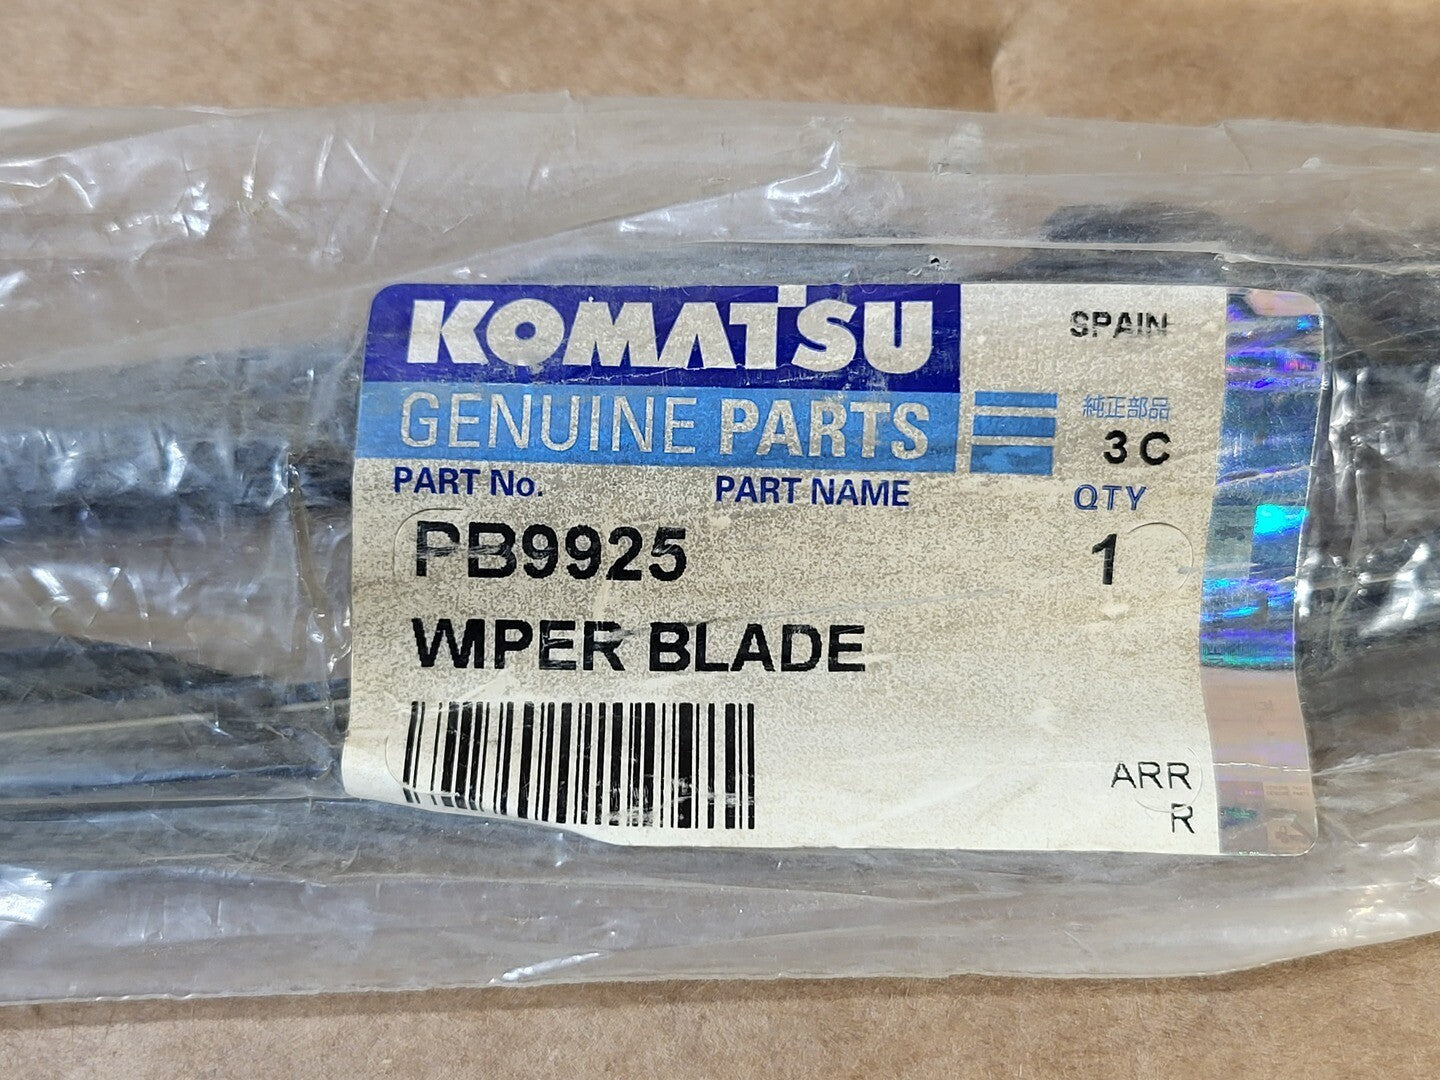 KOMATSU
SPAIN
GENUINE PARTS
純正部品
3C
PART No.
PART NAME
QTY
PB9925
1
WIPER BLADE
ARR
R